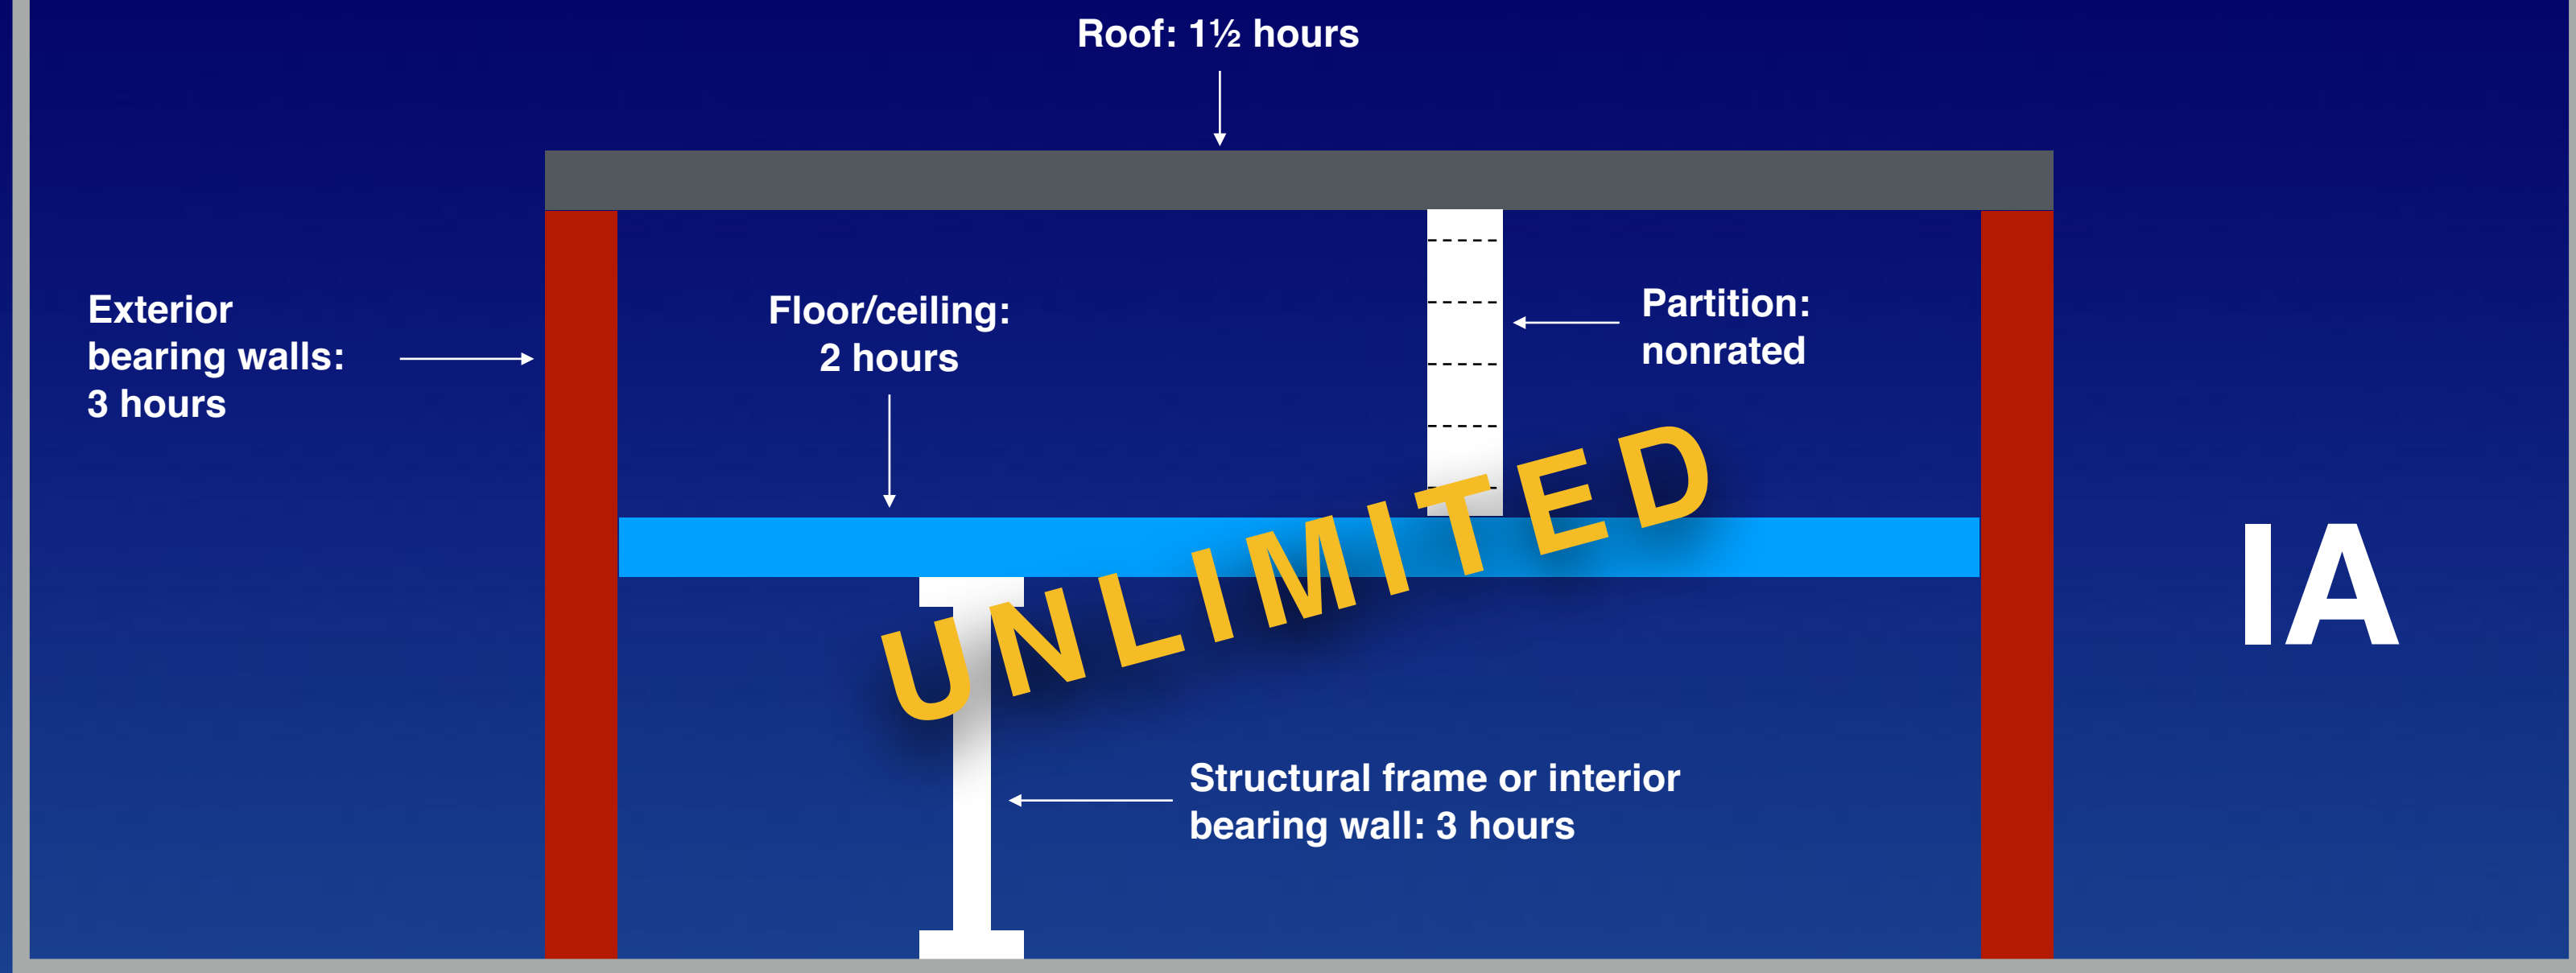 Roof: 1½ hours
Exterior
bearing walls:
3 hours
Floor/ceiling:
2 hours
Partition:
nonrated
UNLIMITED
IA
Structural frame or interior
bearing wall: 3 hours